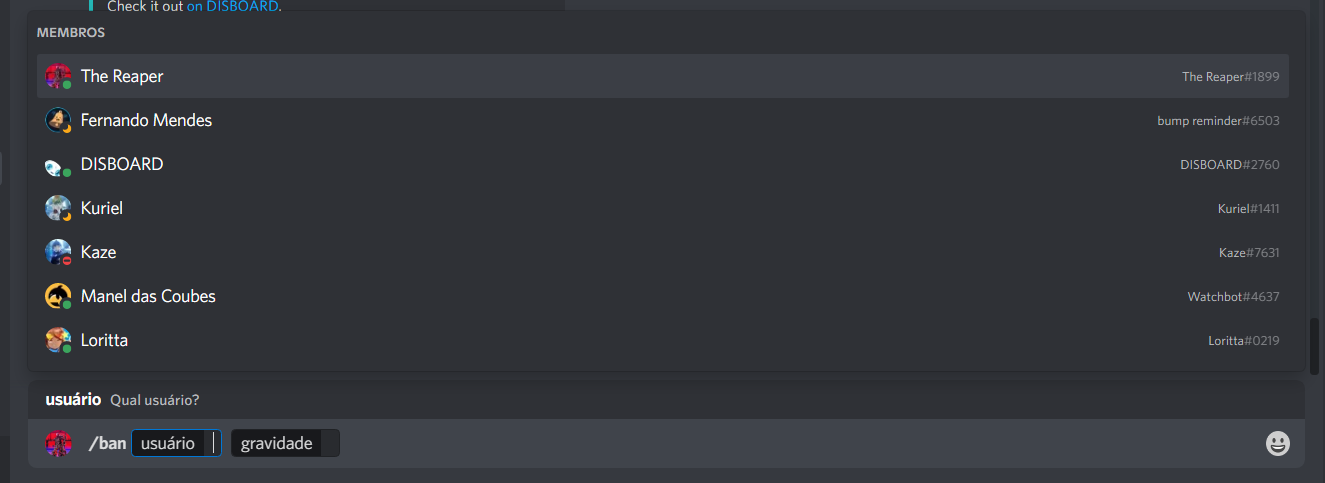 Check it out on DISBOARD.
MEMBROS
The Reaper The Reaper#1899
Fernando Mendes bump reminder#6503
DISBOARD DISBOARD#2760
Kuriel Kuriel#1411
Kaze Kaze#7631
Manel das Coubes Watchbot#4637
Loritta Loritta#0219
usuário Qual usuário?
/ban usuário gravidade